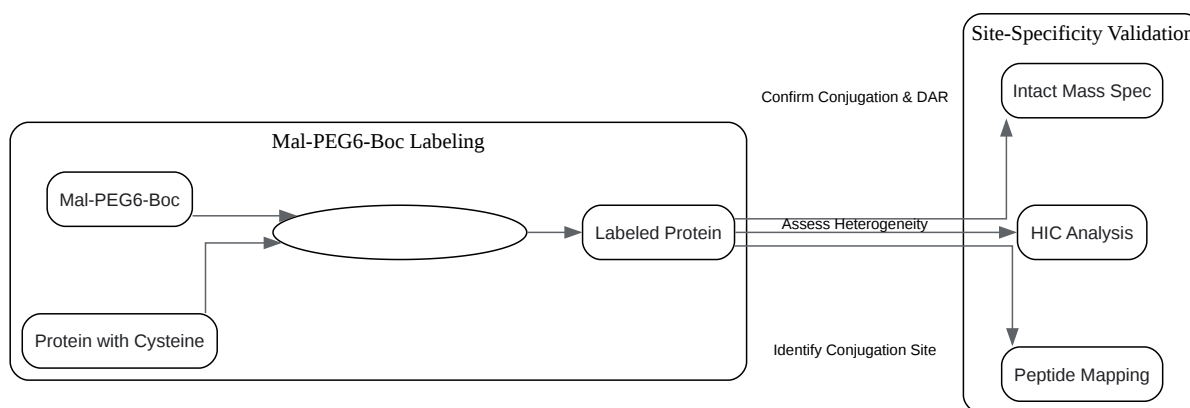 Site-Specificity Validation
Intact Mass Spec
Confirm Conjugation & DAR
Mal-PEG6-Boc Labeling
Mal-PEG6-Boc
Labeled Protein
Assess Heterogeneity
HIC Analysis
Protein with Cysteine
Identify Conjugation Site
Peptide Mapping